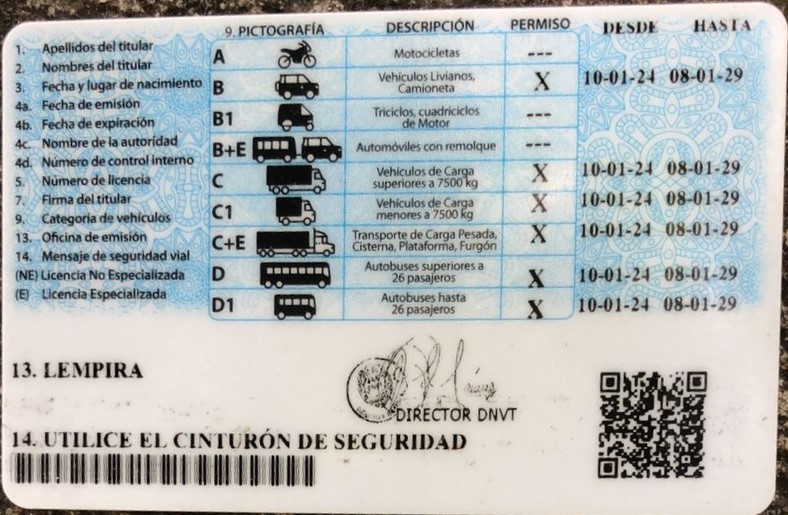 9. PICTOGRAFÍA DESCRIPCIÓN PERMISO DESDE HASTA
1. Apellidos del titular
2. Nombres del titular
3. Fecha y lugar de nacimiento
4a. Fecha de emisión
4b. Fecha de expiración
4c. Nombre de la autoridad
4d. Número de control interno
5. Número de licencia
7. Firma del titular
9. Categoria de vehículos
13. Oficina de emisión
14. Mensaje de seguridad vial
(NE) Licencia No Especializada
(E) Licencia Especializada
A Motocicletas ---
B Vehículos Livianos, Camioneta X 10-01-24 08-01-29
B1 Triciclos, cuadriciclos de Motor ---
B+E Automóviles con remolque ---
C Vehículos de Carga superiores a 7500 kg X 10-01-24 08-01-29
C1 Vehículos de Carga menores a 7500 kg X 10-01-24 08-01-29
C+E Transporte de Carga Pesada, Cisterna, Plataforma, Furgón X 10-01-24 08-01-29
D Autobuses superiores a 26 pasajeros X 10-01-24 08-01-29
D1 Autobuses hasta 26 pasajeros X 10-01-24 08-01-29
13. LEMPIRA
DIRECTOR DNVT
14. UTILICE EL CINTURÓN DE SEGURIDAD